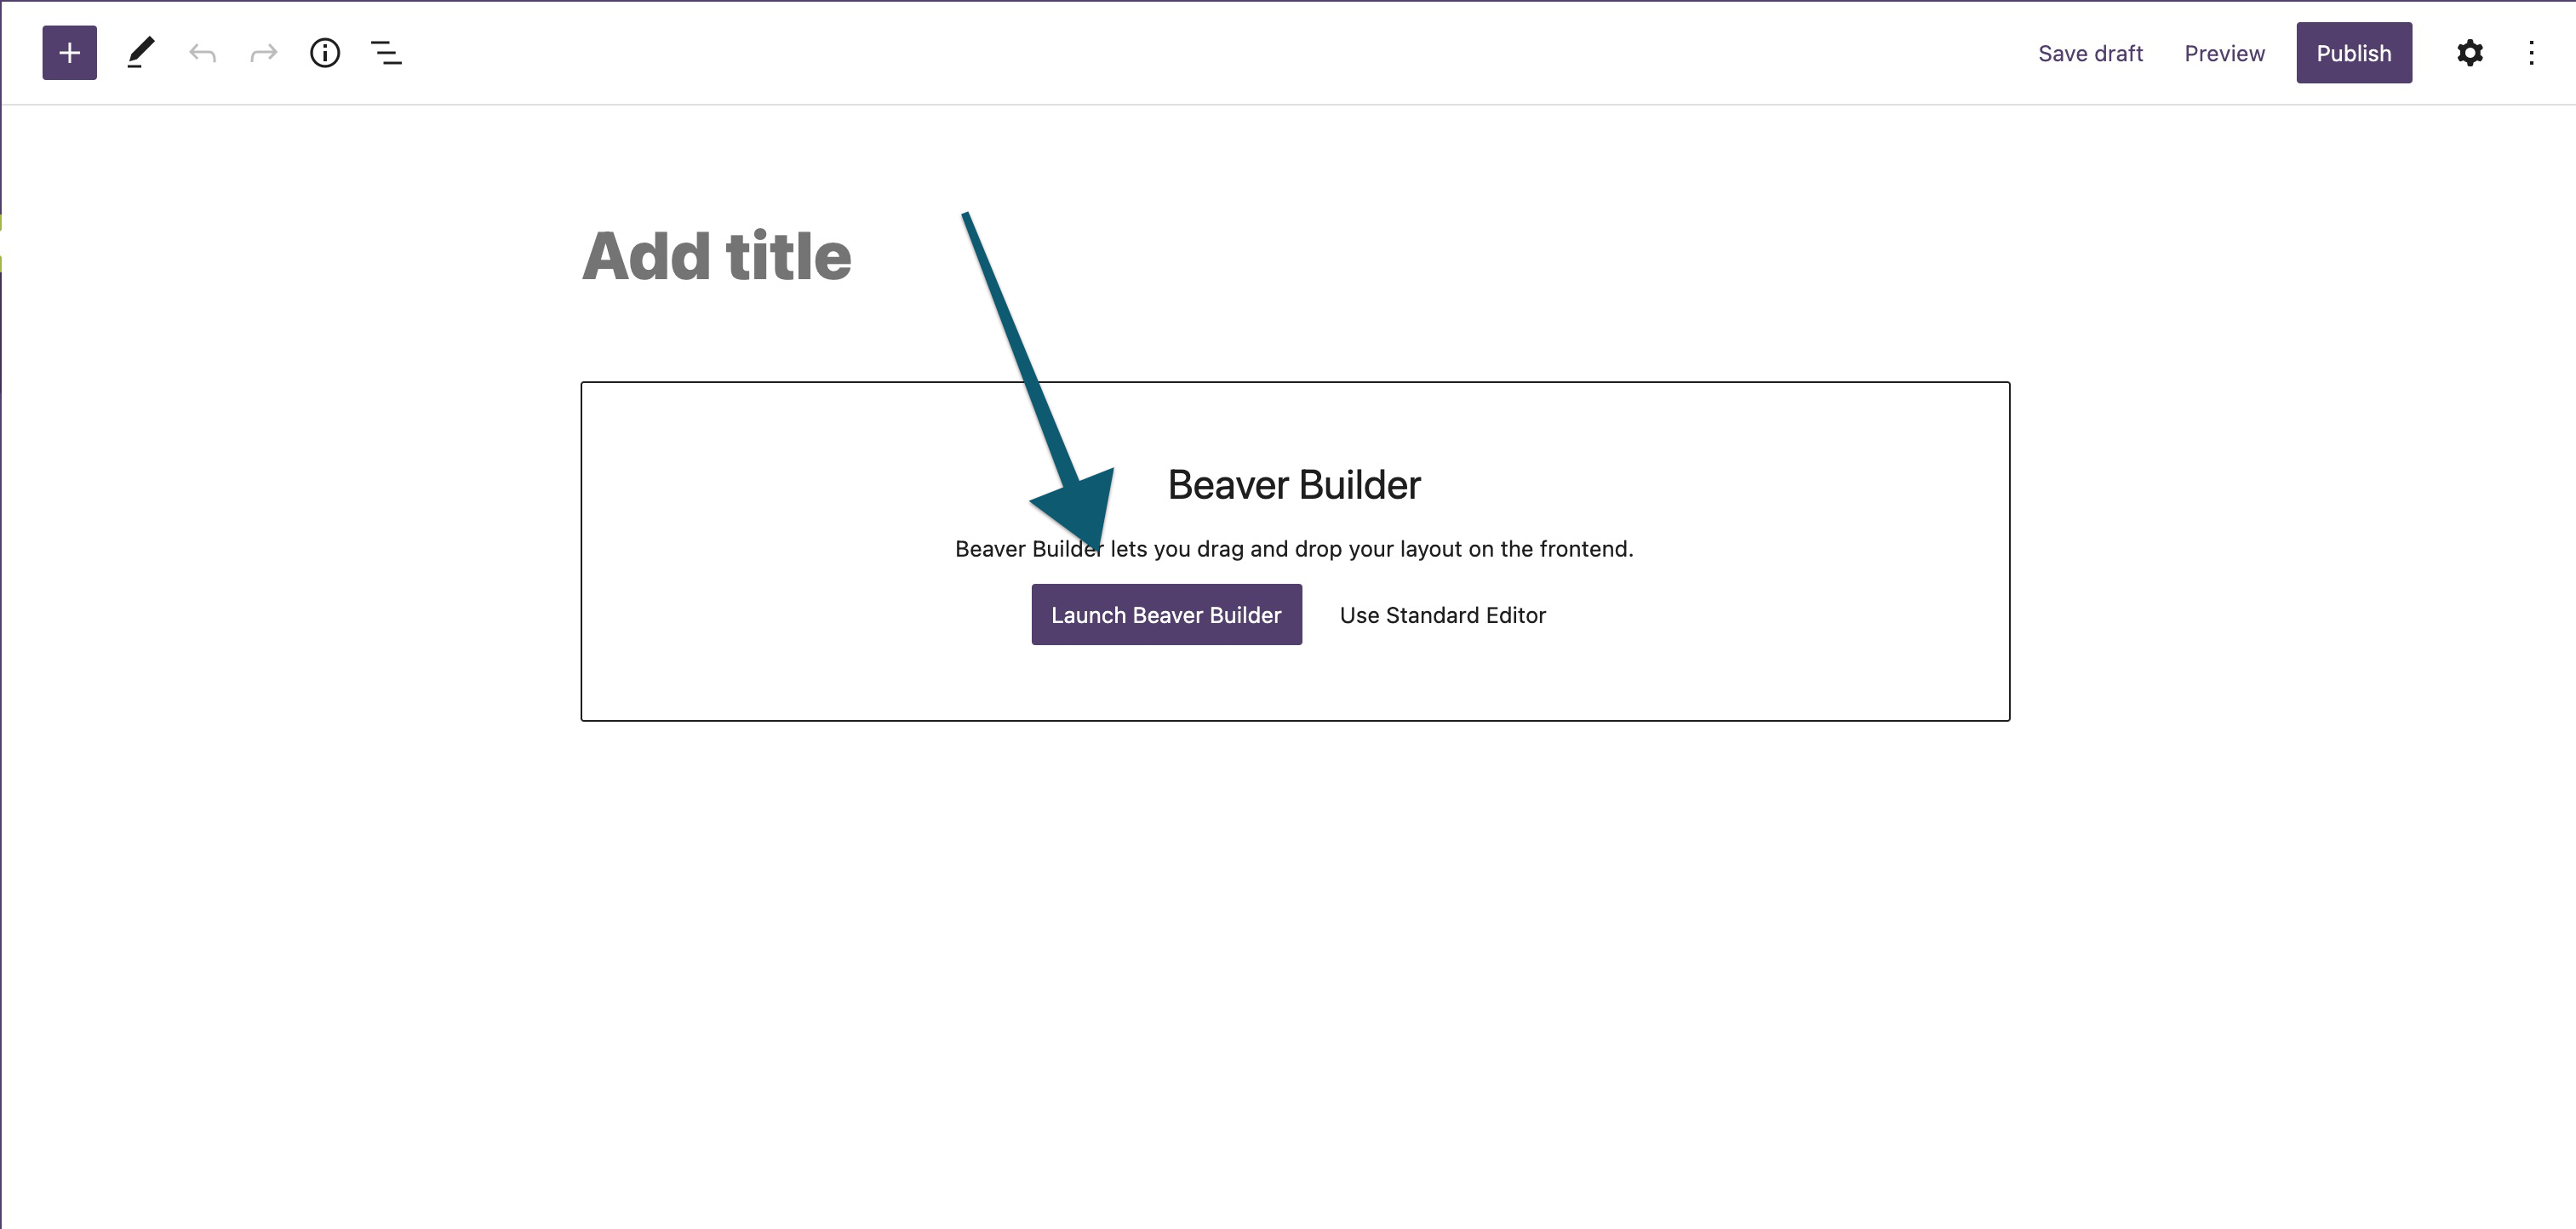 Save draft Preview Publish
Add title
Beaver Builder
Beaver Builder lets you drag and drop your layout on the frontend.
Launch Beaver Builder Use Standard Editor